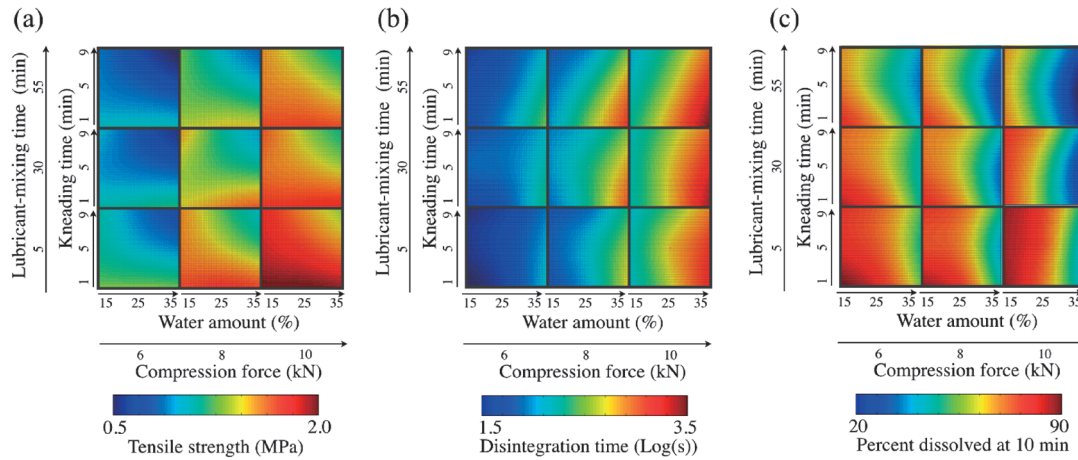 (a)
Lubricant-mixing time (min)
5 30 55
Kneading time (min)
1 5 9
1 5 9
1 5 9
15 25 35 15 25 35 15 25 35
Water amount (%)
6 8 10
Compression force (kN)
0.5 2.0
Tensile strength (MPa)
(b)
Lubricant-mixing time (min)
5 30 55
Kneading time (min)
1 5 9
1 5 9
1 5 9
15 25 35 15 25 35 15 25 35
Water amount (%)
6 8 10
Compression force (kN)
1.5 3.5
Disintegration time (Log(s))
(c)
Lubricant-mixing time (min)
5 30 55
Kneading time (min)
1 5 9
1 5 9
1 5 9
15 25 35 15 25 35 15 25 35
Water amount (%)
6 8 10
Compression force (kN)
20 90
Percent dissolved at 10 min